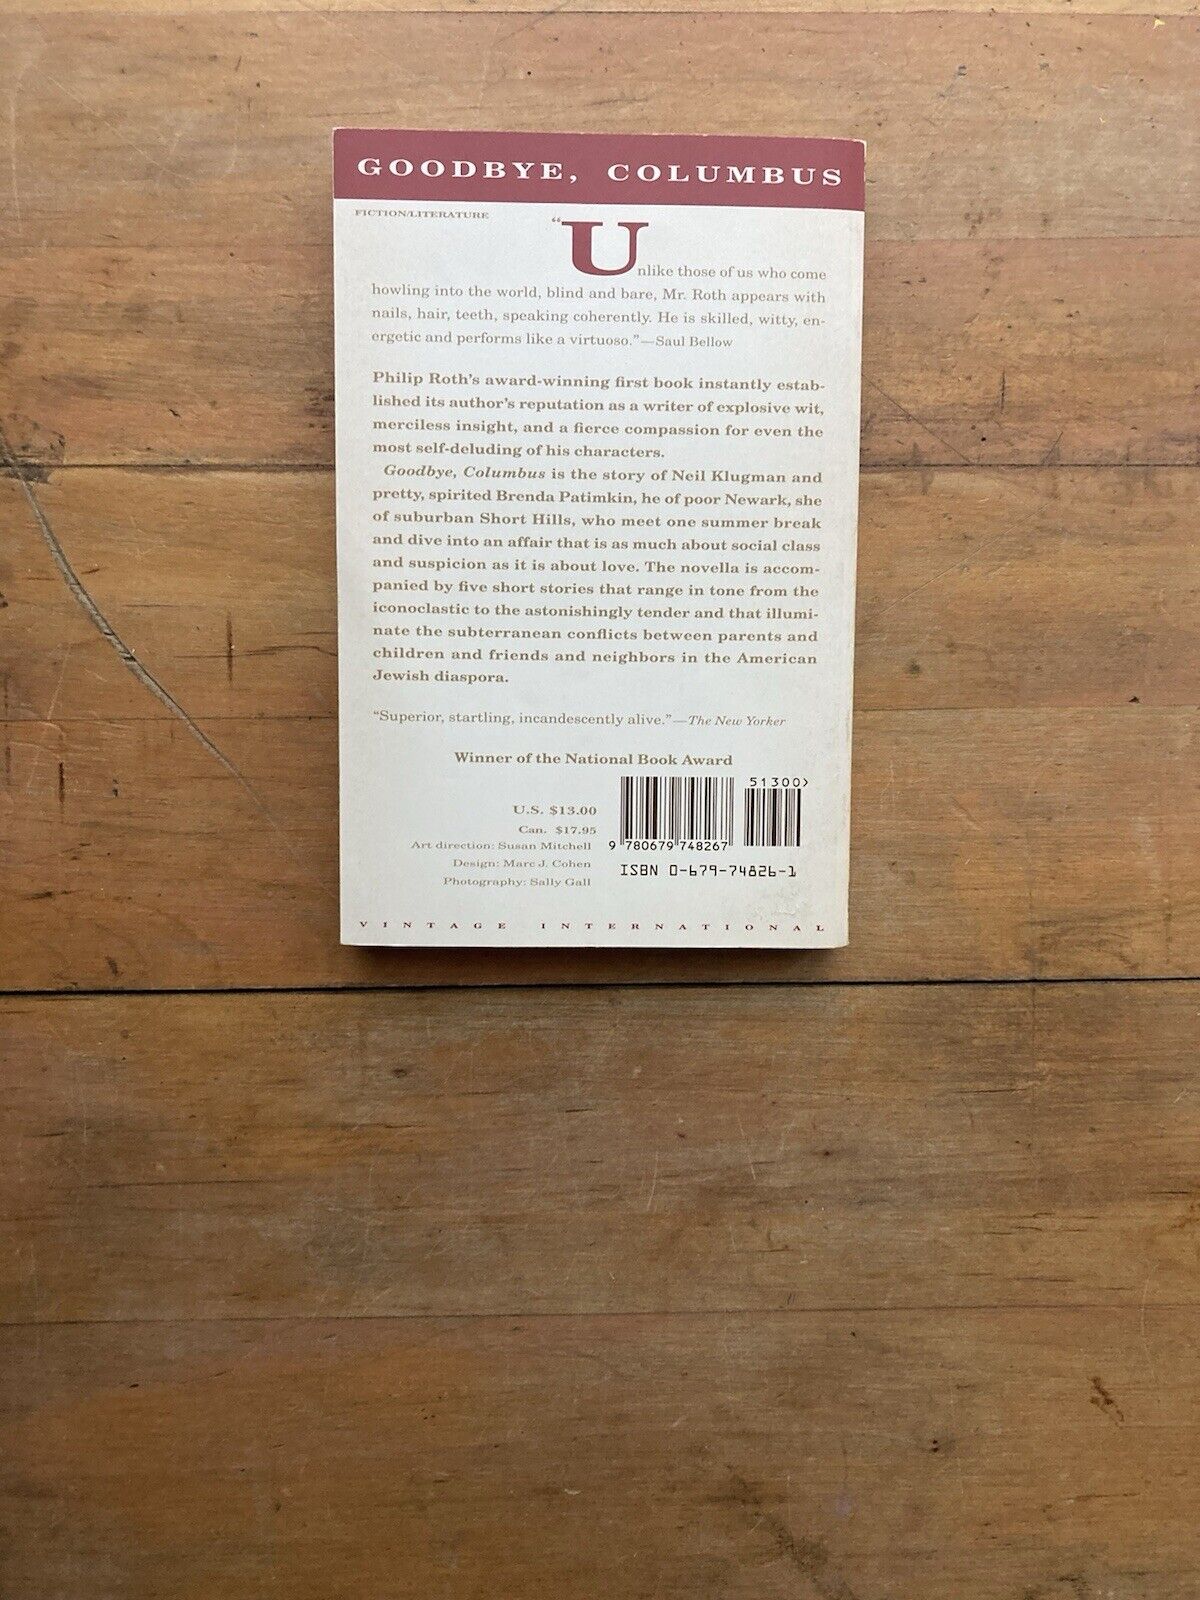 GOODBYE, COLUMBUS
FICTION/LITERATURE
"Unlike those of us who come
howling into the world, blind and bare, Mr. Roth appears with
nails, hair, teeth, speaking coherently. He is skilled, witty, en-
ergetic and performs like a virtuoso."—Saul Bellow
Philip Roth's award-winning first book instantly estab-
lished its author's reputation as a writer of explosive wit,
merciless insight, and a fierce compassion for even the
most self-deluding of his characters.
Goodbye, Columbus is the story of Neil Klugman and
pretty, spirited Brenda Patimkin, he of poor Newark, she
of suburban Short Hills, who meet one summer break
and dive into an affair that is as much about social class
and suspicion as it is about love. The novella is accom-
panied by five short stories that range in tone from the
iconoclastic to the astonishingly tender and that illumi-
nate the subterranean conflicts between parents and
children and friends and neighbors in the American
Jewish diaspora.
"Superior, startling, incandescently alive."—The New Yorker
Winner of the National Book Award
51300>
U.S. $13.00
Can. $17.95
Art direction: Susan Mitchell
9 780679 748267
Design: Marc J. Cohen
ISBN 0-679-74826-1
Photography: Sally Gall
VINTAGE INTERNATIONAL